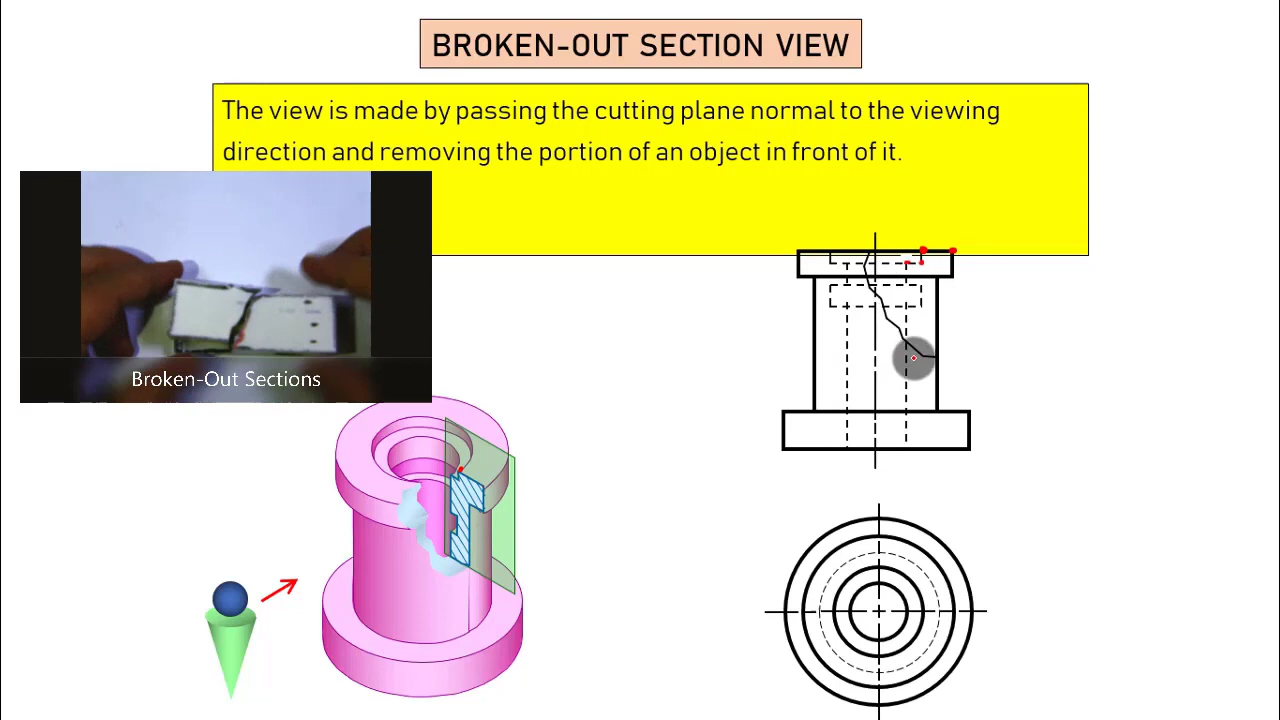 BROKEN-OUT SECTION VIEW
The view is made by passing the cutting plane normal to the viewing
direction and removing the portion of an object in front of it.
Broken-Out Sections